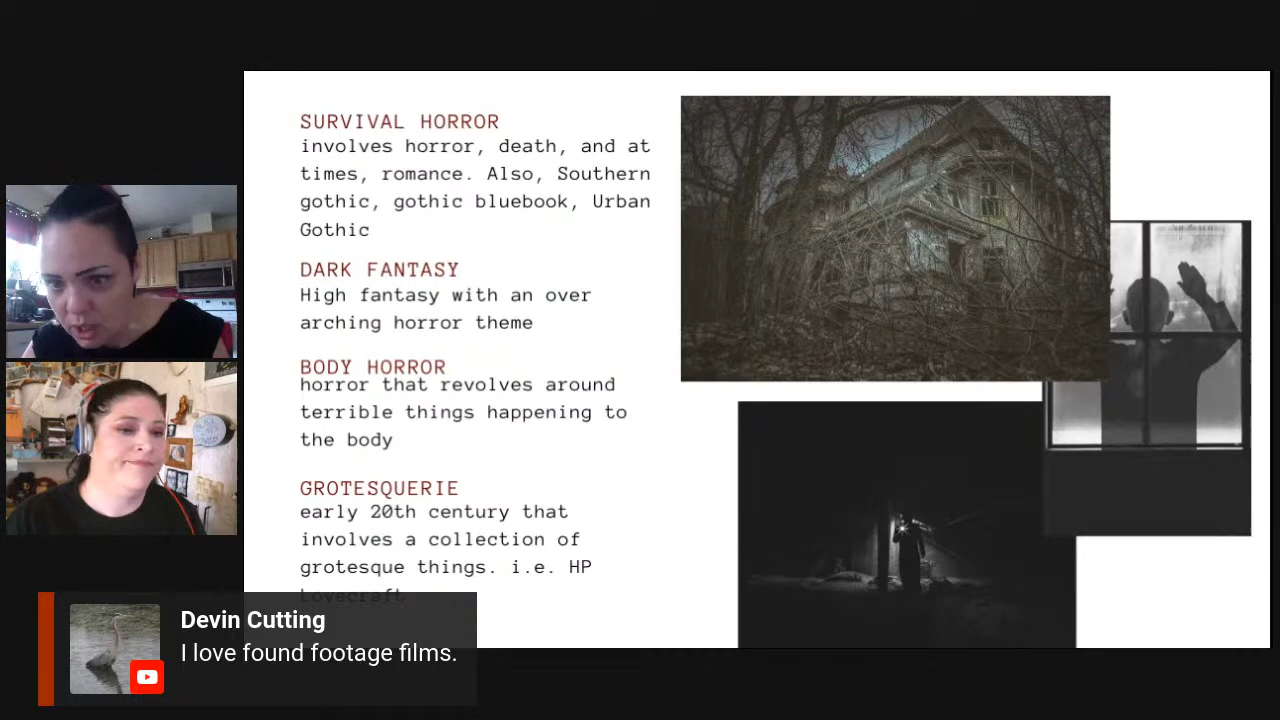 SURVIVAL HORROR
involves horror, death, and at
times, romance. Also, Southern
gothic, gothic bluebook, Urban
Gothic
DARK FANTASY
High fantasy with an over
arching horror theme
BODY HORROR
horror that revolves around
terrible things happening to
the body
GROTESQUERIE
early 20th century that
involves a collection of
grotesque things. i.e. HP
Lovecraft
Devin Cutting
I love found footage films.